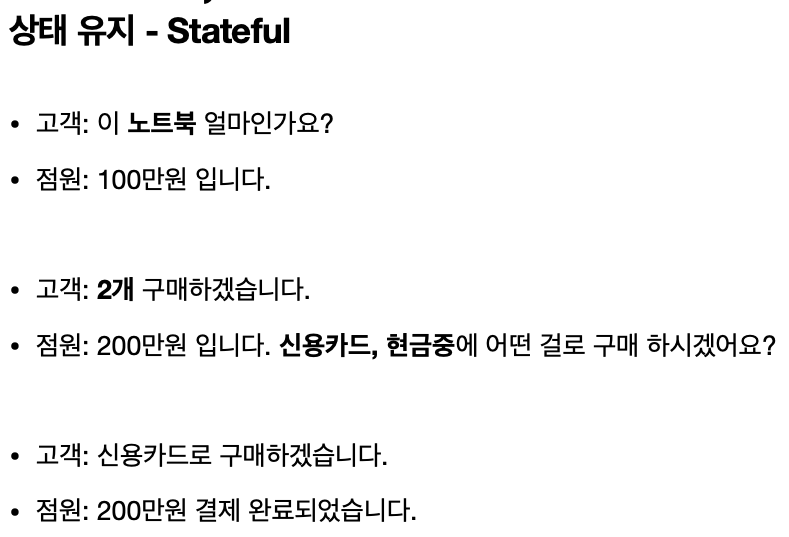 상태 유지 - Stateful
• 고객: 이 노트북 얼마인가요?
• 점원: 100만원 입니다.
• 고객: 2개 구매하겠습니다.
• 점원: 200만원 입니다. 신용카드, 현금중에 어떤 걸로 구매 하시겠어요?
• 고객: 신용카드로 구매하겠습니다.
• 점원: 200만원 결제 완료되었습니다.